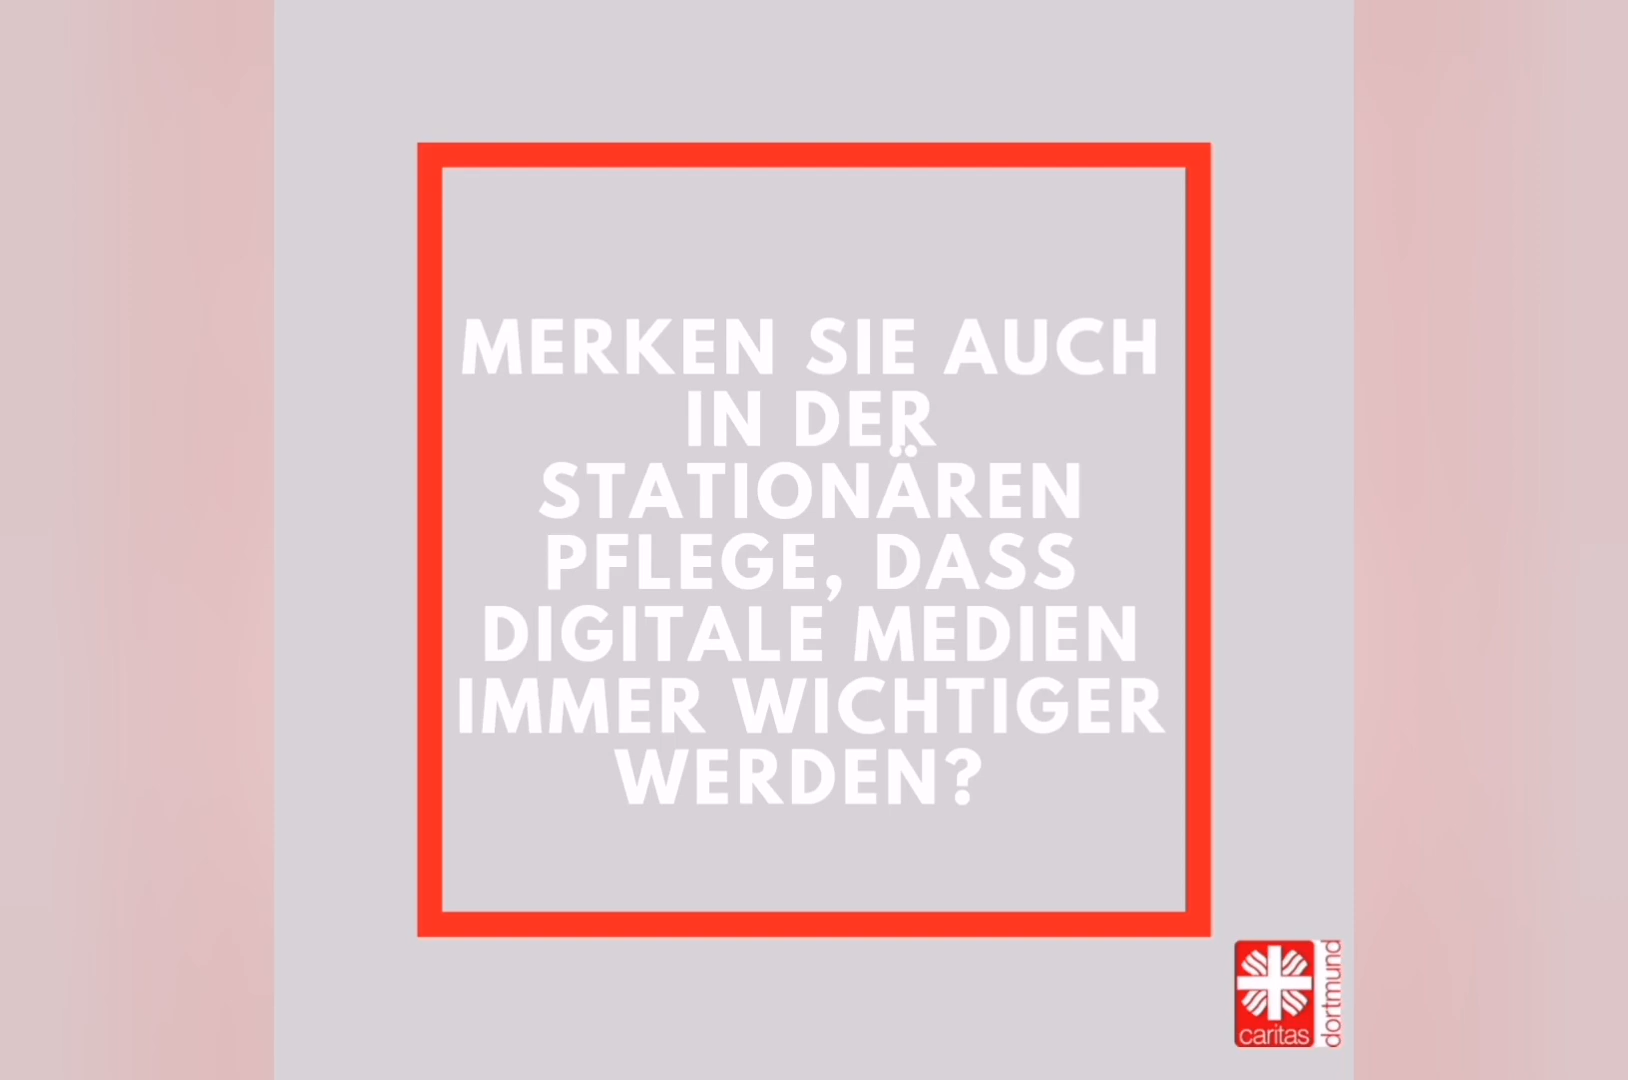 MERKEN SIE AUCH
IN DER
STATIONÄREN
PFLEGE, DASS
DIGITALE MEDIEN
IMMER WICHTIGER
WERDEN?
caritas
dortmund